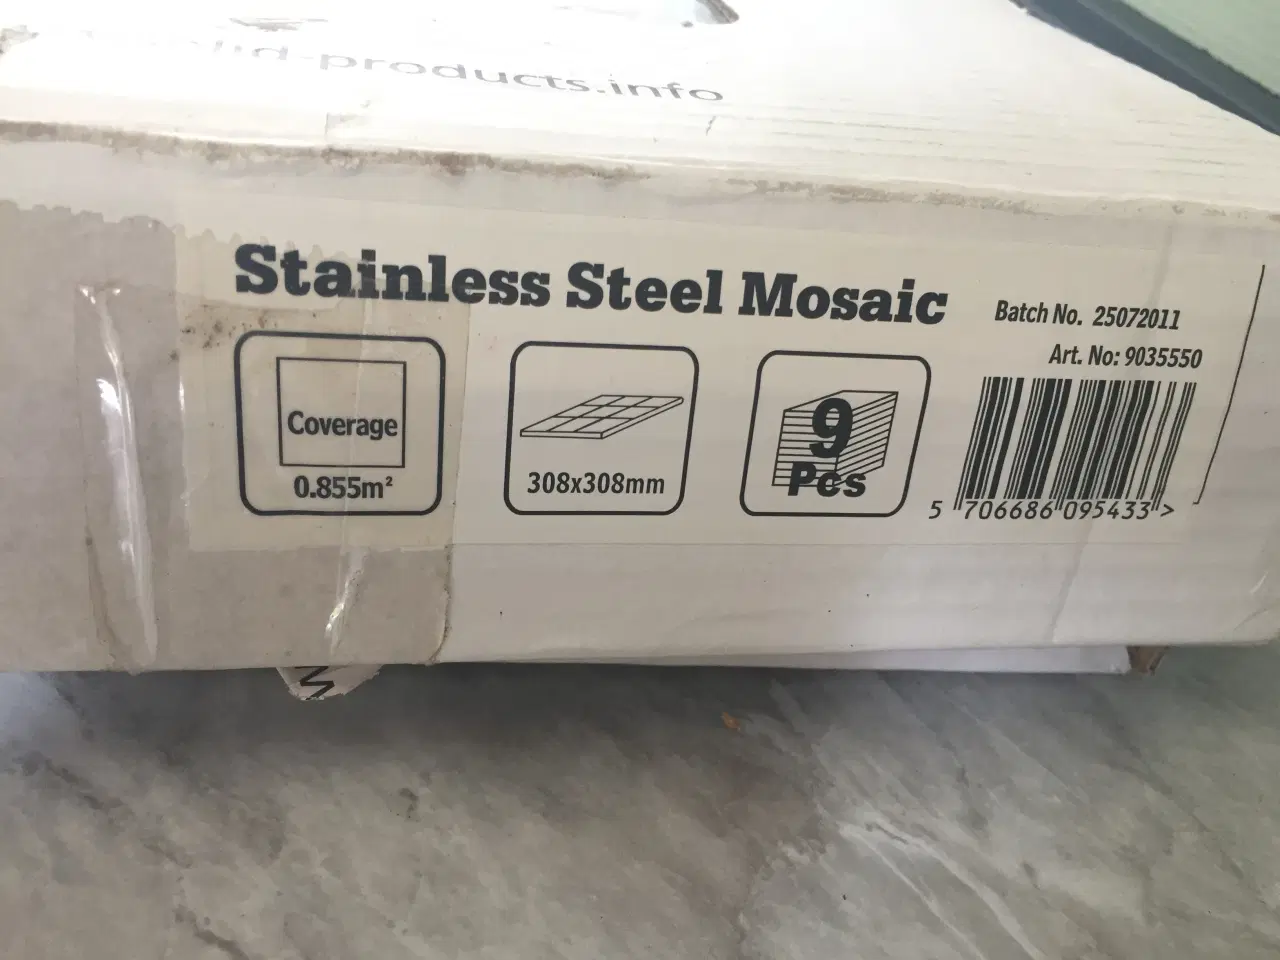 lid-products.info
Stainless Steel Mosaic
Batch No. 25072011
Art. No: 9035550
Coverage
0.855m²
308x308mm
9
Pcs
5 706686 095433 >